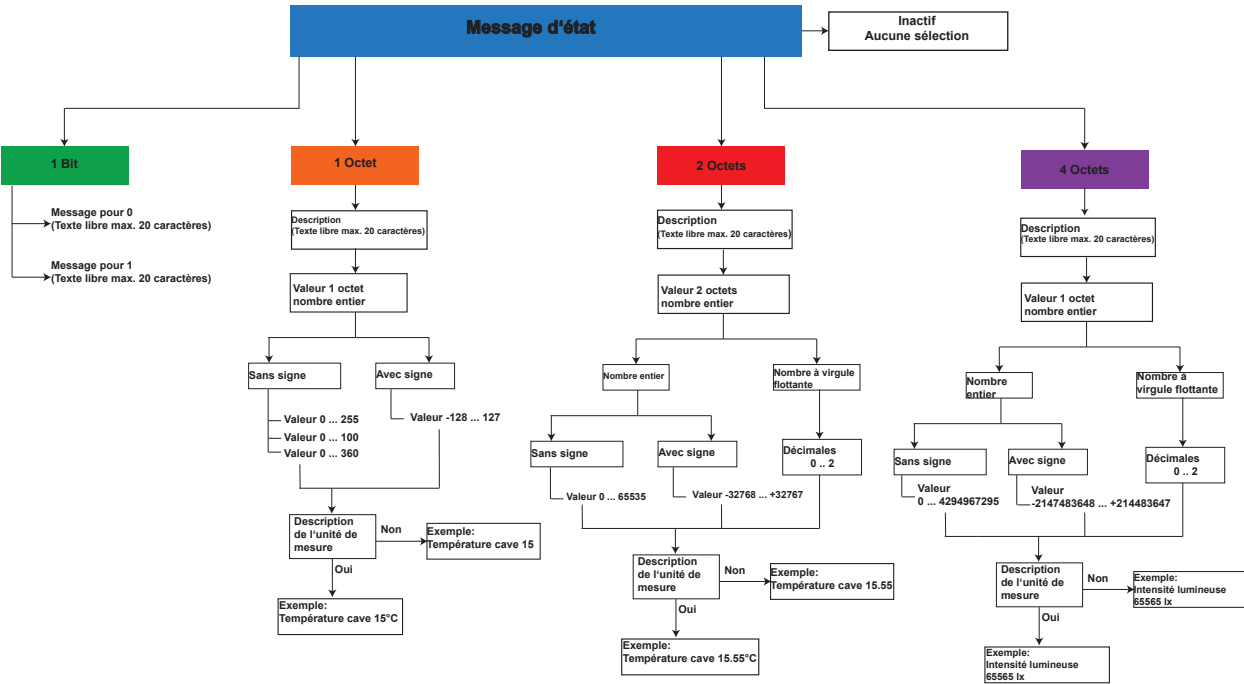 Message d'état
Inactif
Aucune sélection
1 Bit
Message pour 0
(Texte libre max. 20 caractères)
Message pour 1
(Texte libre max. 20 caractères)
1 Octet
Description
(Texte libre max. 20 caractères)
Valeur 1 octet
nombre entier
Sans signe
Avec signe
Valeur 0 ... 255
Valeur 0 ... 100
Valeur 0 ... 360
Valeur -128 ... 127
Description
de l'unité de
mesure
Non
Exemple:
Température cave 15
Oui
Exemple:
Température cave 15°C
2 Octets
Description
(Texte libre max. 20 caractères)
Valeur 2 octets
nombre entier
Nombre entier
Nombre à virgule
flottante
Sans signe
Avec signe
Décimales
0 .. 2
Valeur 0 ... 65535
Valeur -32768 ... +32767
Description
de l'unité de
mesure
Non
Exemple:
Température cave 15.55
Oui
Exemple:
Température cave 15.55°C
4 Octets
Description
(Texte libre max. 20 caractères)
Valeur 1 octet
nombre entier
Nombre
entier
Nombre à
virgule flottante
Sans signe
Avec signe
Décimales
0 .. 2
Valeur
0 ... 4294967295
Valeur
-2147483648 ... +214483647
Description
de l'unité de
mesure
Non
Exemple:
Intensité lumineuse
65565 lx
Oui
Exemple:
Intensité lumineuse
65565 lx